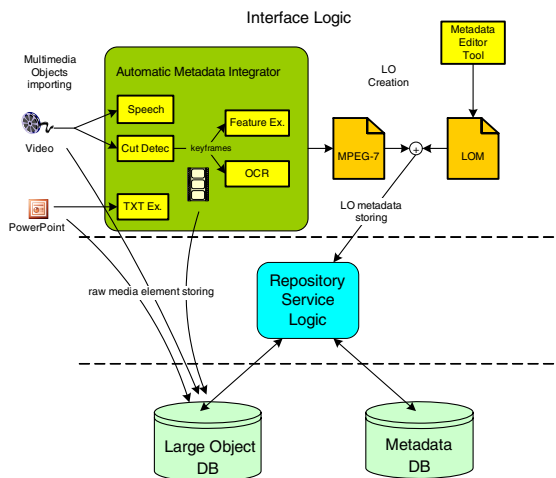 Interface Logic
Multimedia
Objects
importing
Automatic Metadata Integrator
LO
Creation
Metadata
Editor
Tool
Speech
Cut Detec
keyframes
Feature Ex.
OCR
TXT Ex.
Video
PowerPoint
MPEG-7
+
LOM
LO metadata
storing
raw media element storing
Repository
Service
Logic
Large Object
DB
Metadata
DB